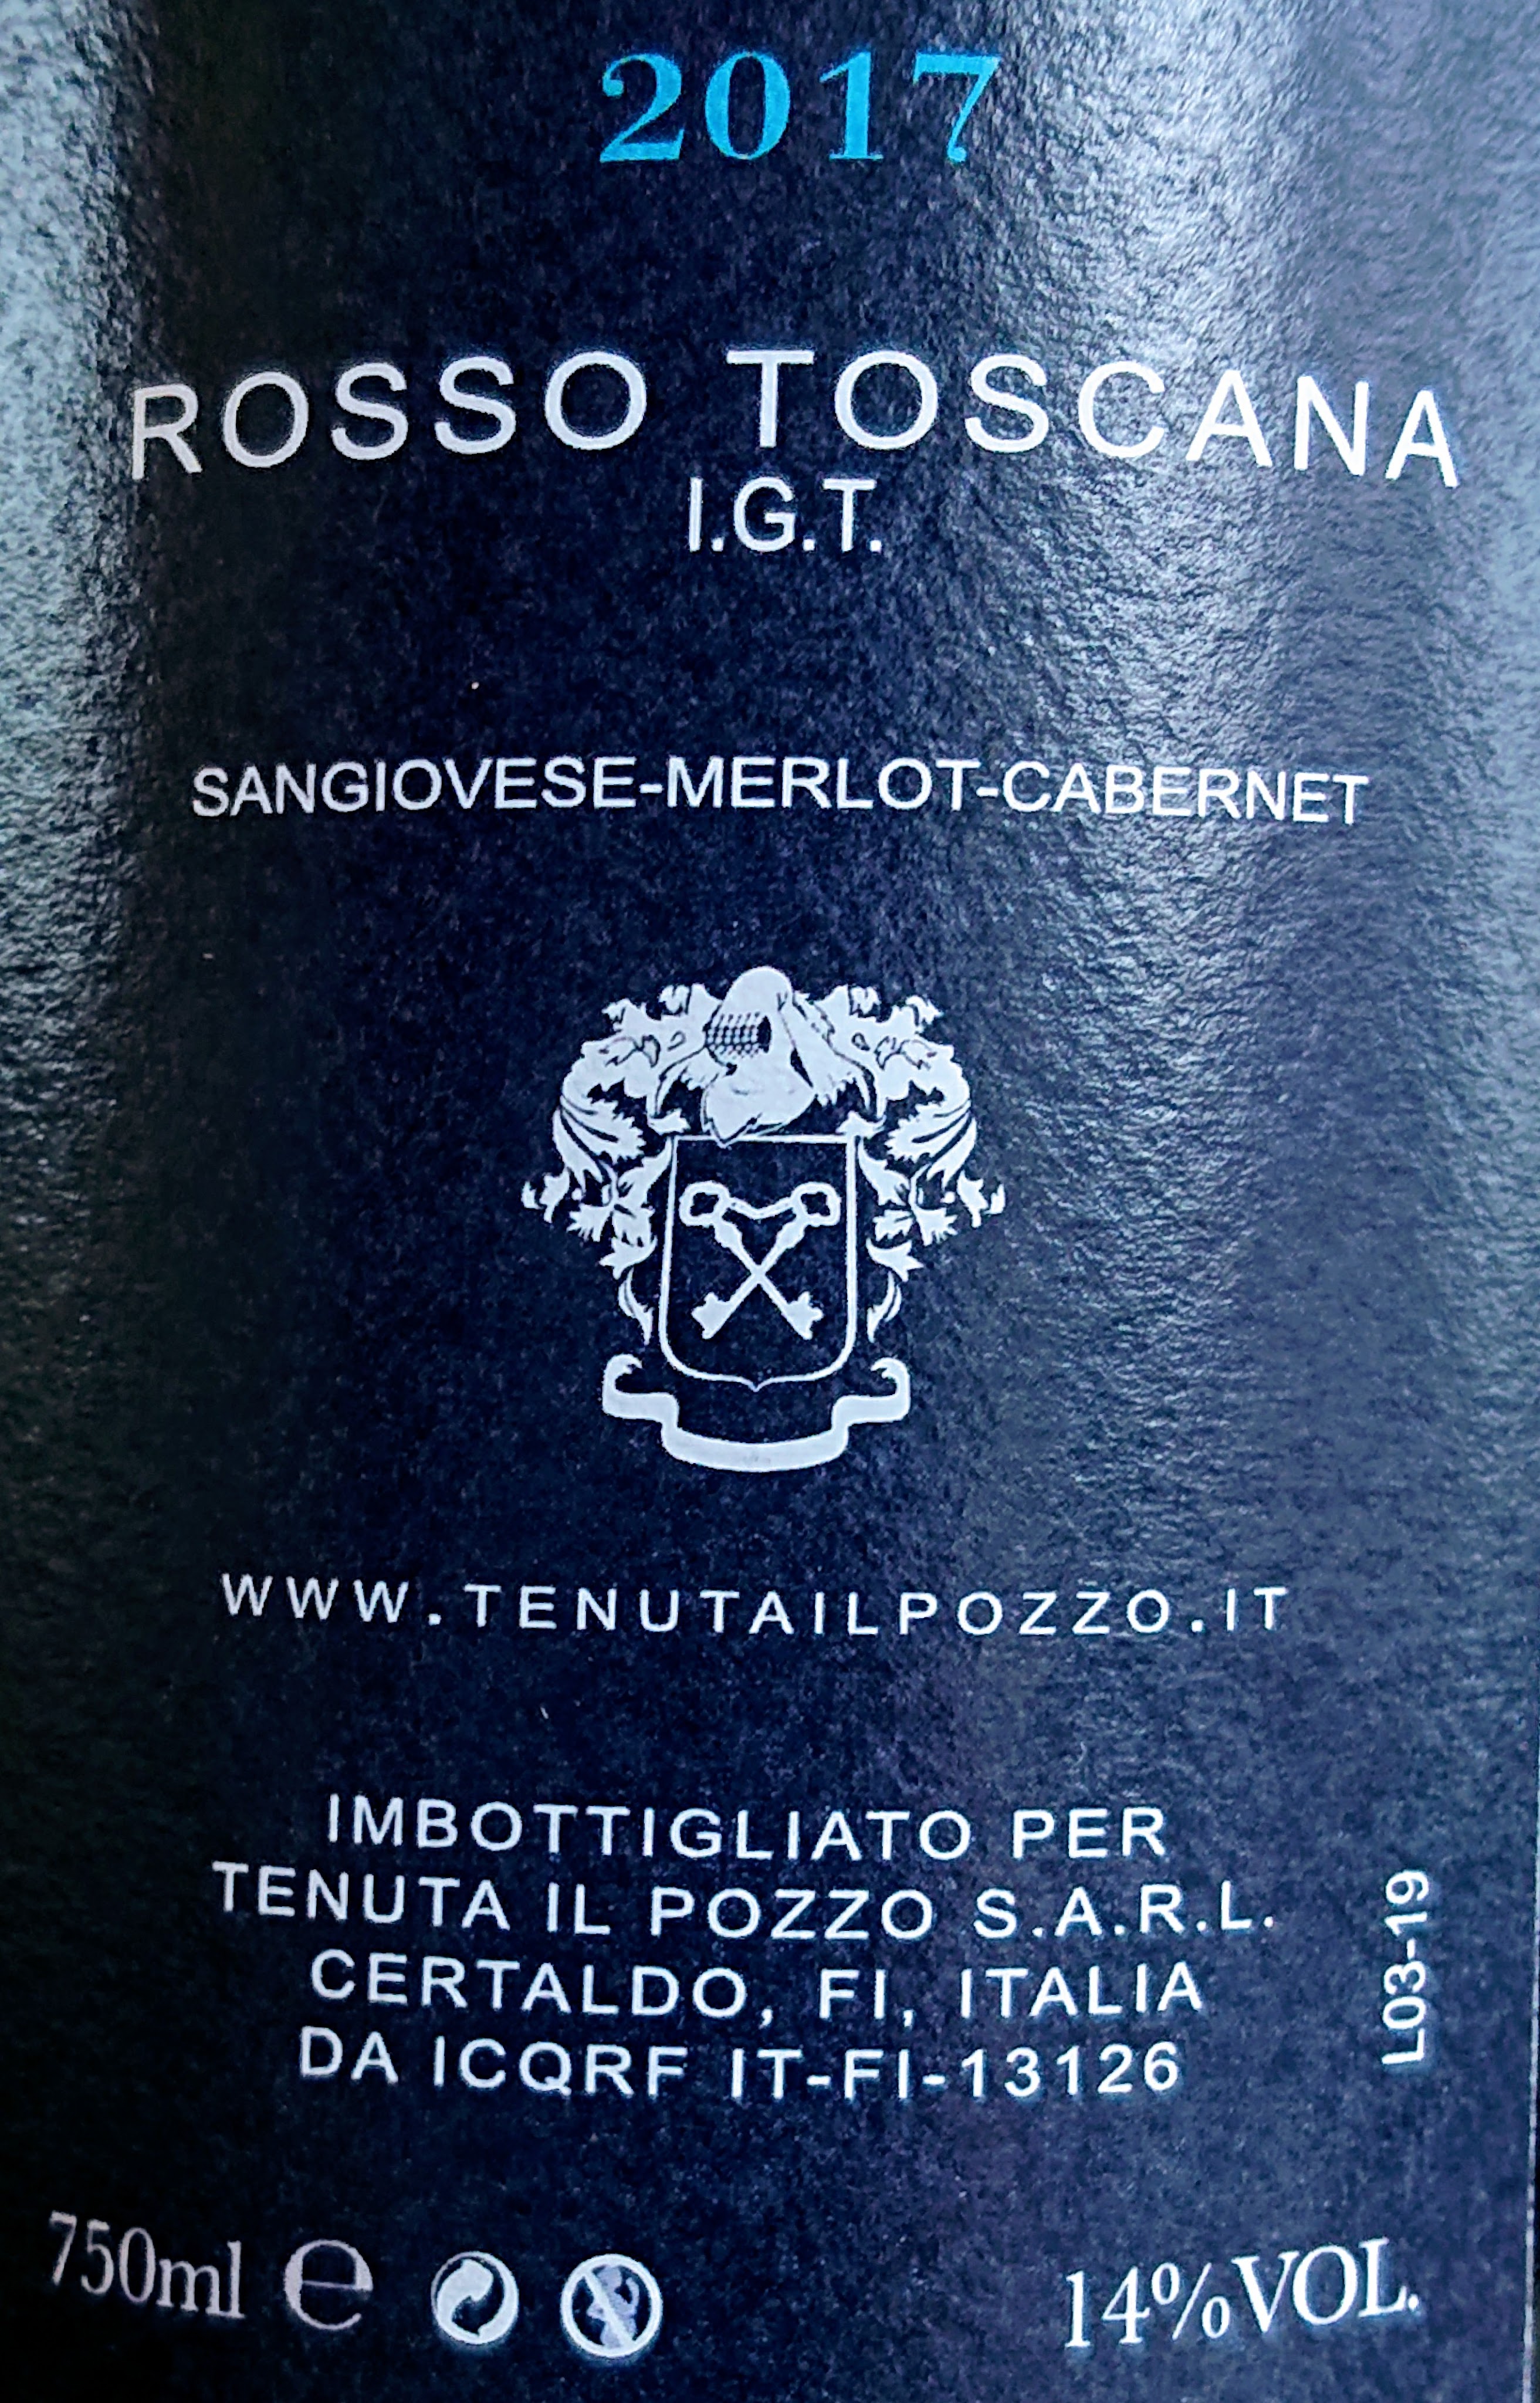 2017
ROSSO TOSCANA
I.G.T.
SANGIOVESE-MERLOT-CABERNET
WWW.TENUTAILPOZZO.IT
IMBOTTIGLIATO PER
TENUTA IL POZZO S.A.R.L.
CERTALDO, FI, ITALIA
DA ICQRF IT-FI-13126
L03-19
750ml e
14%VOL.